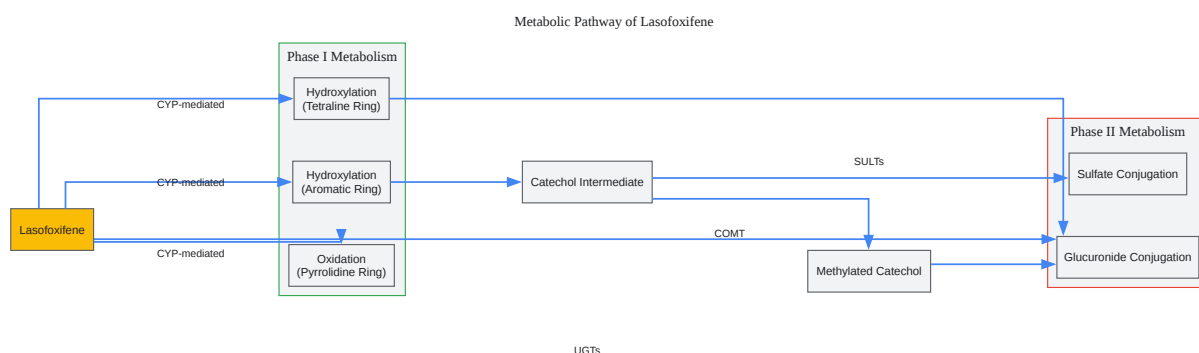 Metabolic Pathway of Lasofoxifene
Phase I Metabolism
Hydroxylation
(Tetraline Ring)
CYP-mediated
Phase II Metabolism
SULTs
Hydroxylation
(Aromatic Ring)
CYP-mediated
Catechol Intermediate
Sulfate Conjugation
Lasofoxifene
COMT
CYP-mediated
Oxidation
(Pyrrolidine Ring)
Methylated Catechol
Glucuronide Conjugation
UGTs